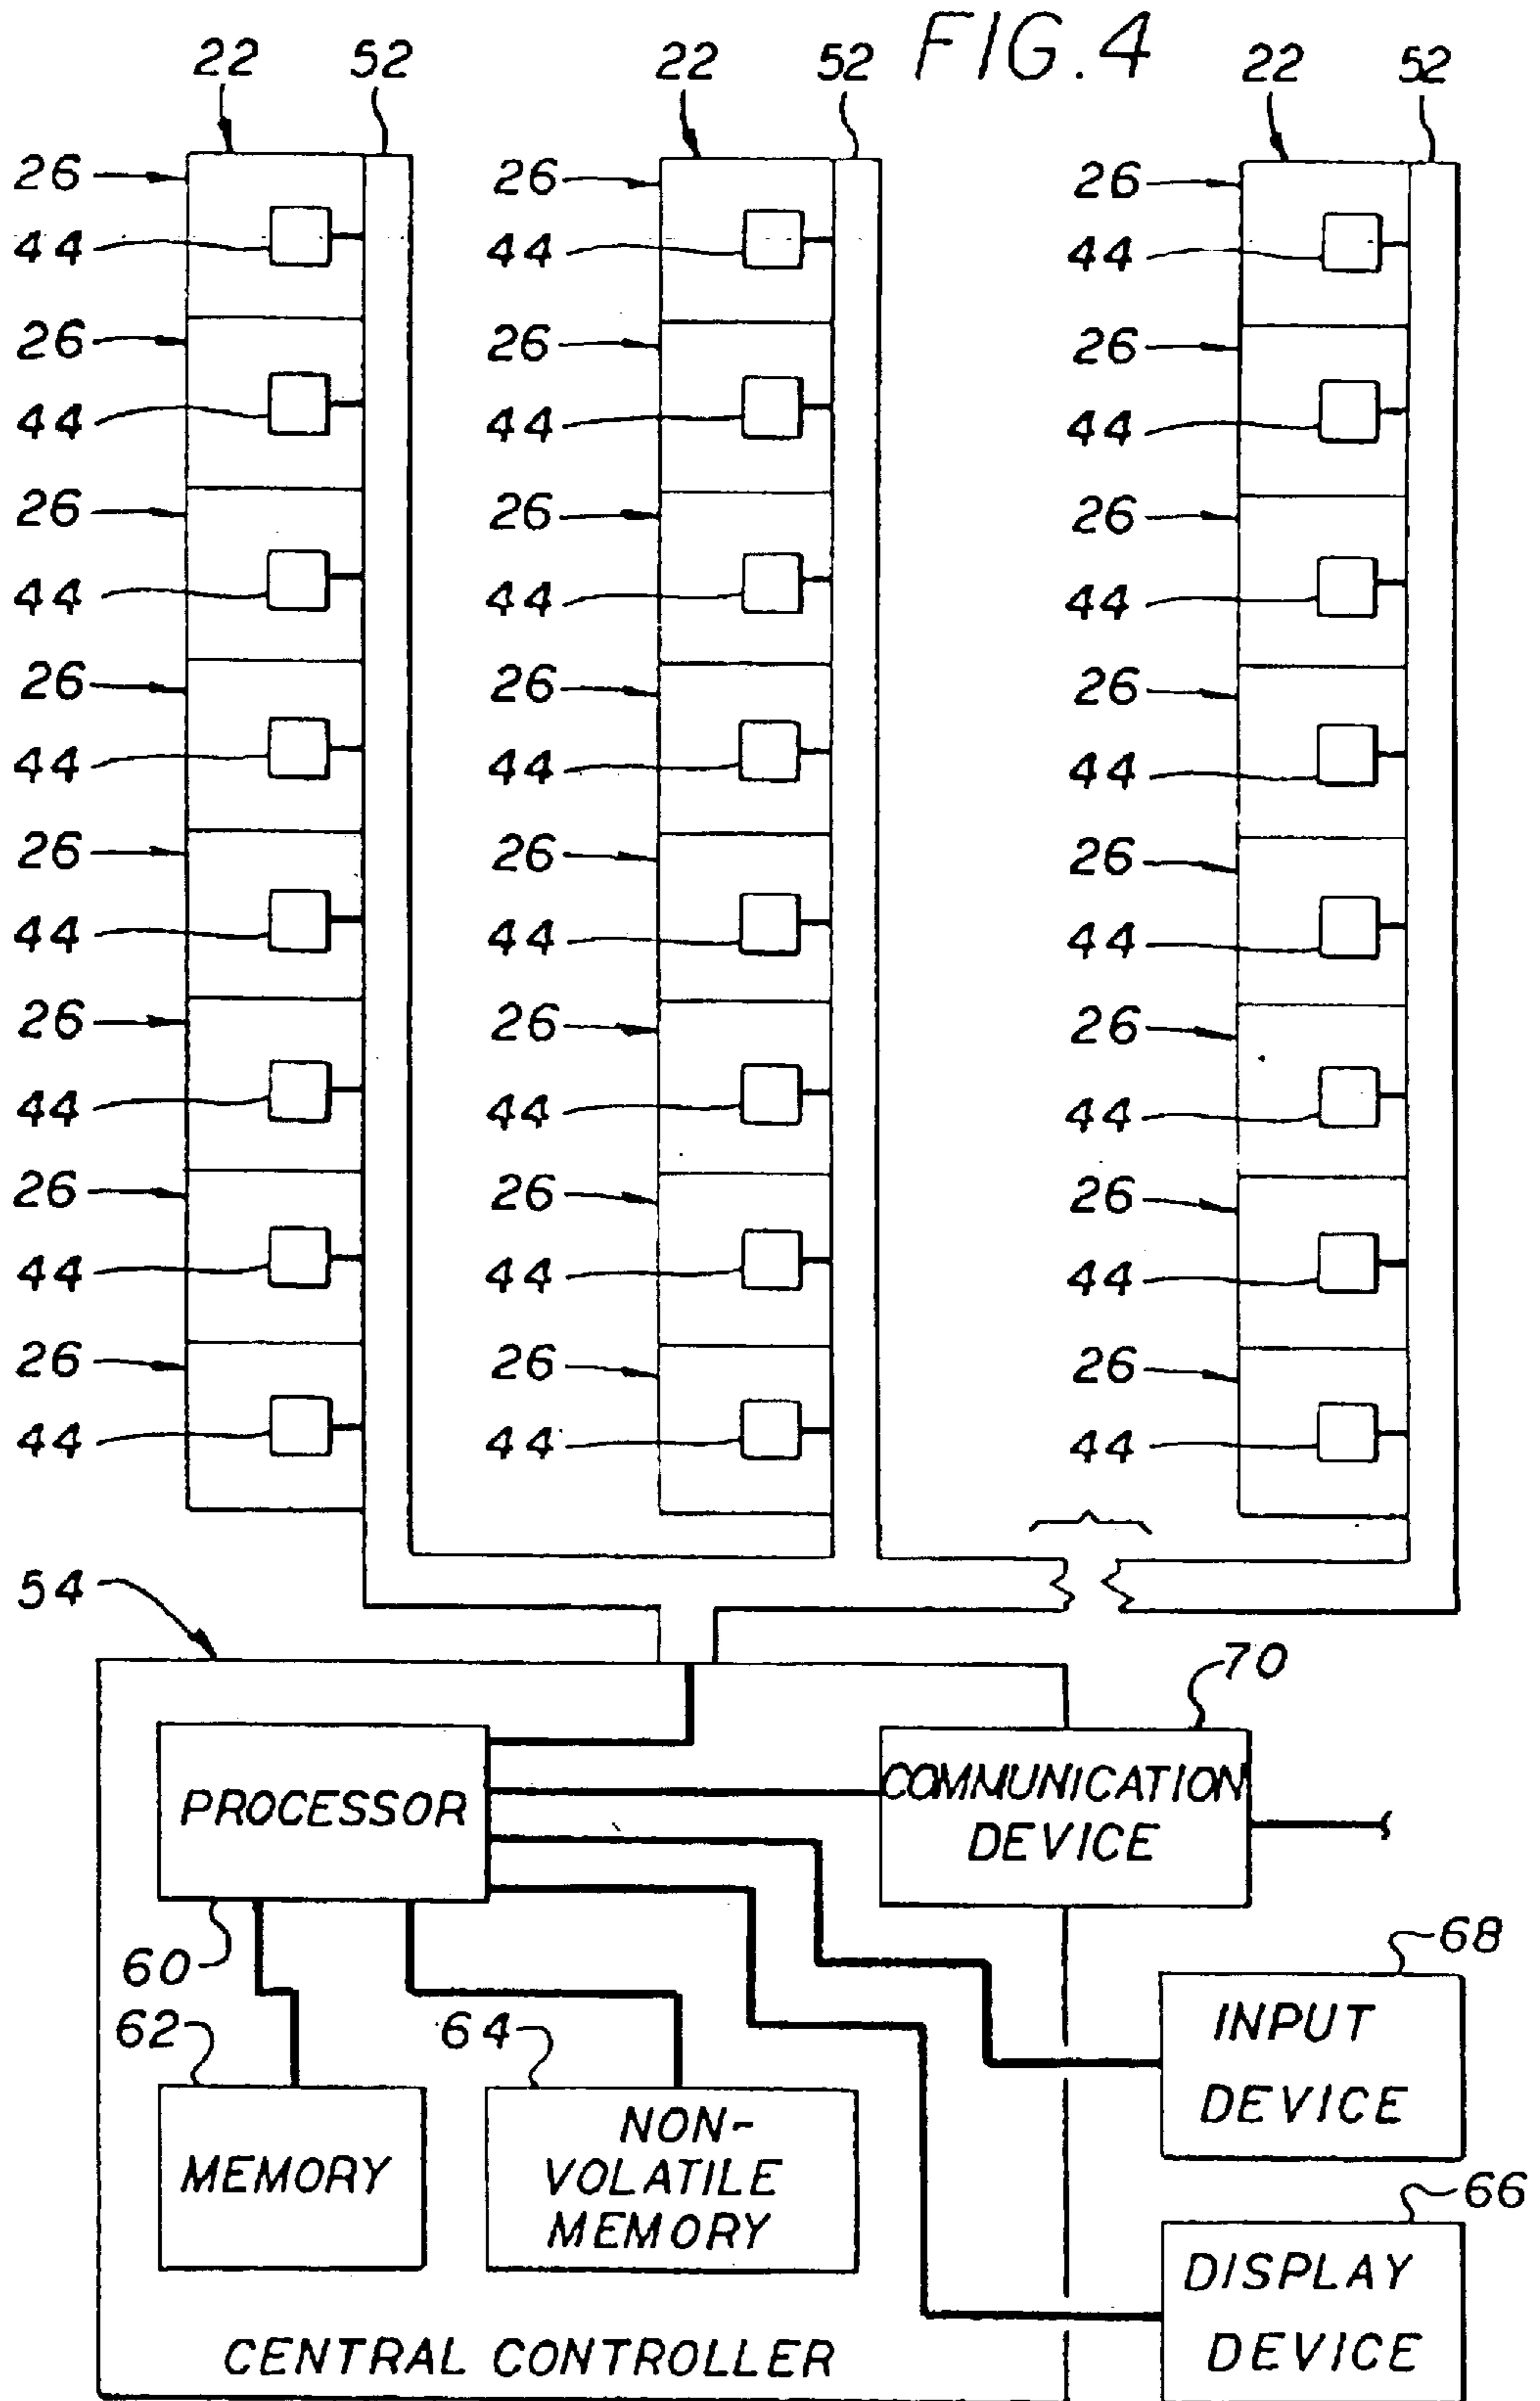 FIG. 4
22 52 22 52 22 52
26 26 26
44 44 44
26 26 26
44 44 44
26 26 26
44 44 44
26 26 26
44 44 44
26 26 26
44 44 44
26 26 26
44 44 44
26 26 26
44 44 44
26 26 26
44 44 44
54
70
PROCESSOR
COMMUNICATION
DEVICE
60
68
INPUT
DEVICE
62
64
MEMORY
NON-
VOLATILE
MEMORY
66
DISPLAY
DEVICE
CENTRAL CONTROLLER